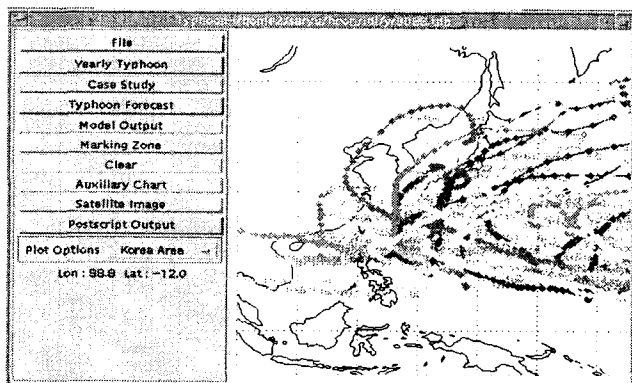 File
Yearly Typhoon
Case Study
Typhoon Forecast
Model Output
Marking Zone
Clear
Auxiliary Chart
Satellite Image
Postscript Output
Plot Options Korea Area
Lon : 98.8 Lat : -12.0